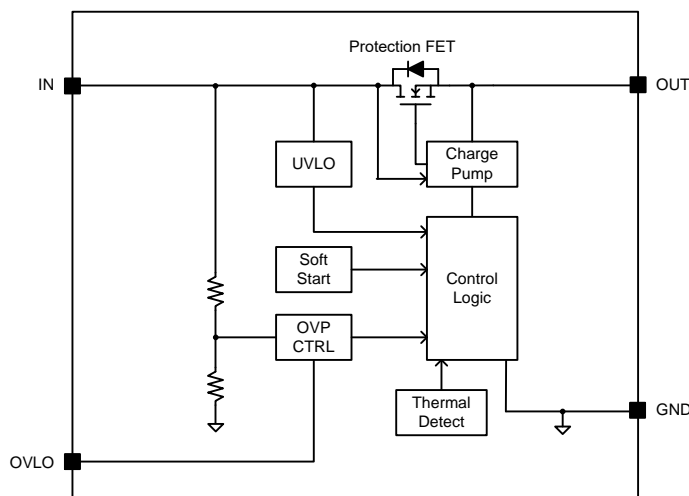 Protection FET
IN
OUT
UVLO
Charge
Pump
Soft
Start
Control
Logic
OVP
CTRL
Thermal
Detect
GND
OVLO